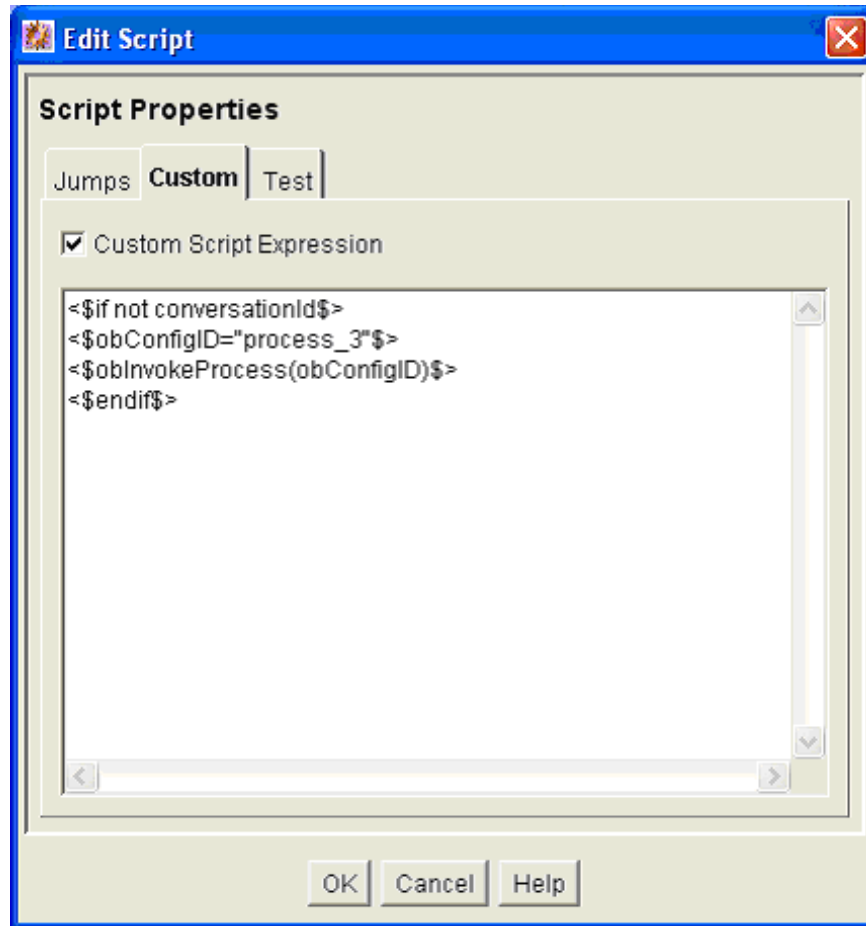 Edit Script
Script Properties
Jumps Custom Test
Custom Script Expression
<$if not conversationId$>
<$obConfigID="process_3"$>
<$obInvokeProcess(obConfigID)$>
<$endif$>
OK Cancel Help